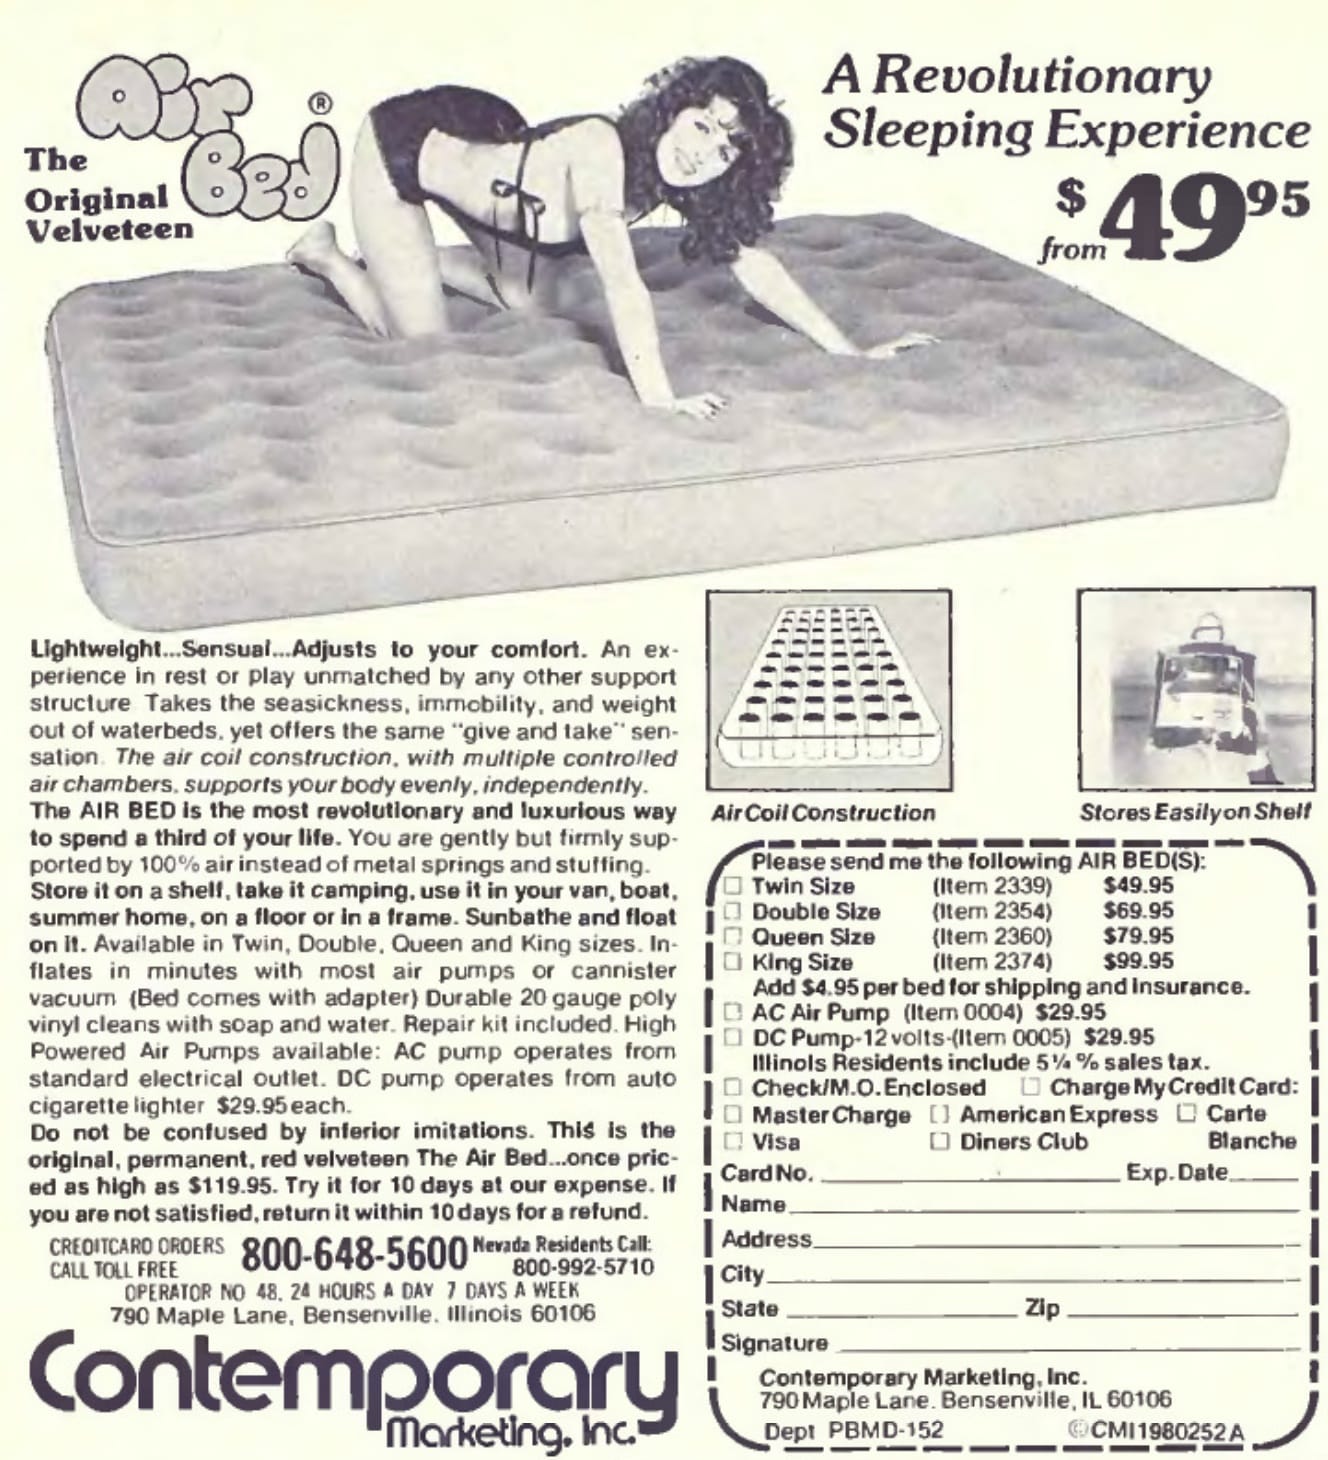 Air
Bed ®
The
Original
Velveteen
A Revolutionary
Sleeping Experience
$
from 49 95
Lightweight...Sensual...Adjusts to your comfort. An ex-
perience in rest or play unmatched by any other support
structure Takes the seasickness, immobility, and weight
out of waterbeds, yet offers the same "give and take" sen-
sation. The air coil construction, with multiple controlled
air chambers, supports your body evenly, independently.
The AIR BED is the most revolutionary and luxurious way
to spend a third of your life. You are gently but firmly sup-
ported by 100% air instead of metal springs and stuffing.
Store it on a shelf, take it camping, use it in your van, boat,
summer home, on a floor or in a frame. Sunbathe and float
on it. Available in Twin, Double, Queen and King sizes. In-
flates in minutes with most air pumps or cannister
vacuum (Bed comes with adapter) Durable 20 gauge poly
vinyl cleans with soap and water. Repair kit included. High
Powered Air Pumps available: AC pump operates from
standard electrical outlet. DC pump operates from auto
cigarette lighter $29.95 each.
Do not be confused by inferior imitations. This is the
original, permanent, red velveteen The Air Bed...once pric-
ed as high as $119.95. Try it for 10 days at our expense. If
you are not satisfied, return it within 10 days for a refund.
CREDITCARD ORDERS
CALL TOLL FREE
800-648-5600
Nevada Residents Call:
800-992-5710
OPERATOR NO 48, 24 HOURS A DAY 7 DAYS A WEEK
790 Maple Lane, Bensenville, Illinois 60106
Contemporary
Marketing, Inc.
Air Coil Construction
Stores Easily on Shelf
Please send me the following AIR BED(S):
Twin Size (Item 2339) $49.95
Double Size (Item 2354) $69.95
Queen Size (Item 2360) $79.95
King Size (Item 2374) $99.95
Add $4.95 per bed for shipping and insurance.
AC Air Pump (Item 0004) $29.95
DC Pump-12 volts-(Item 0005) $29.95
Illinois Residents include 5¼% sales tax.
Check/M.O. Enclosed Charge My Credit Card:
Master Charge American Express Carte
Visa Diners Club Blanche
Card No. Exp. Date
Name
Address
City
State Zip
Signature
Contemporary Marketing, Inc.
790 Maple Lane. Bensenville, IL 60106
Dept PBMD-152 ©CMI1980252A